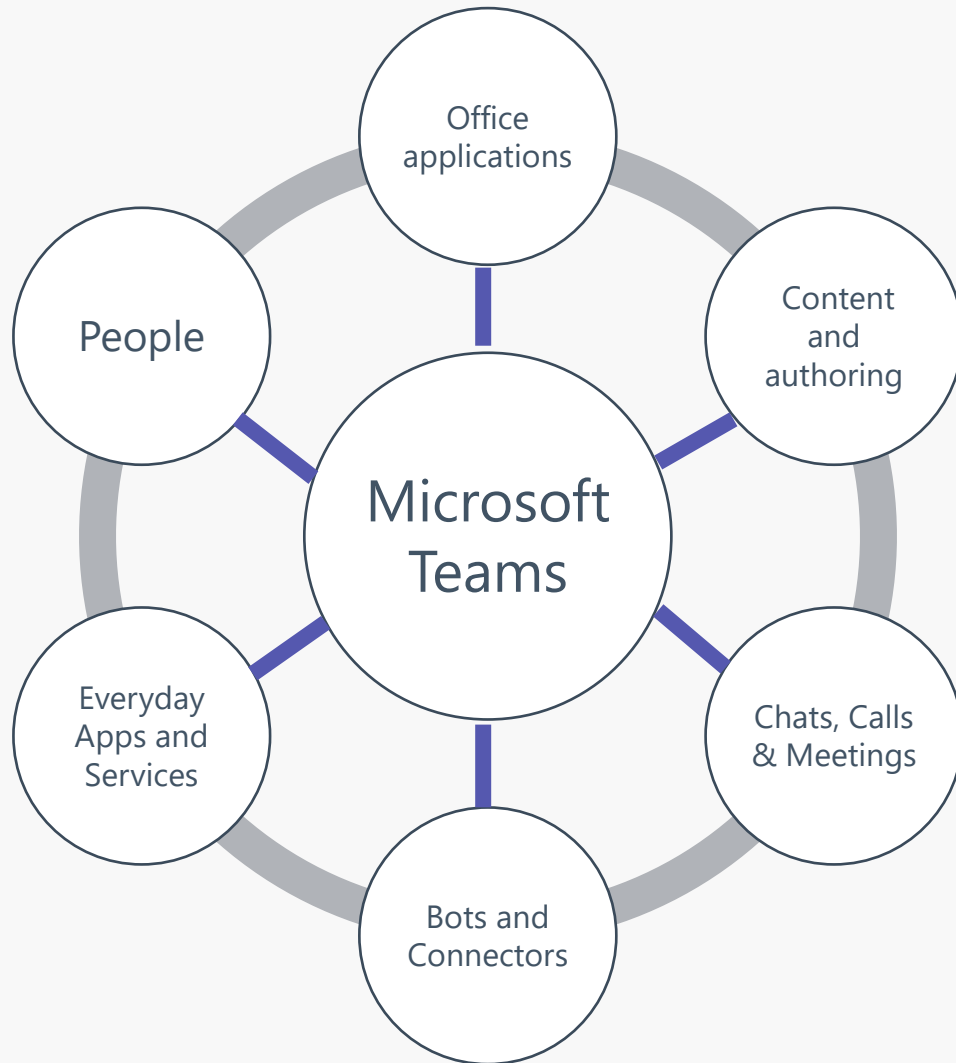 Office
applications
People
Content
and
authoring
Microsoft
Teams
Everyday
Apps and
Services
Chats, Calls
& Meetings
Bots and
Connectors